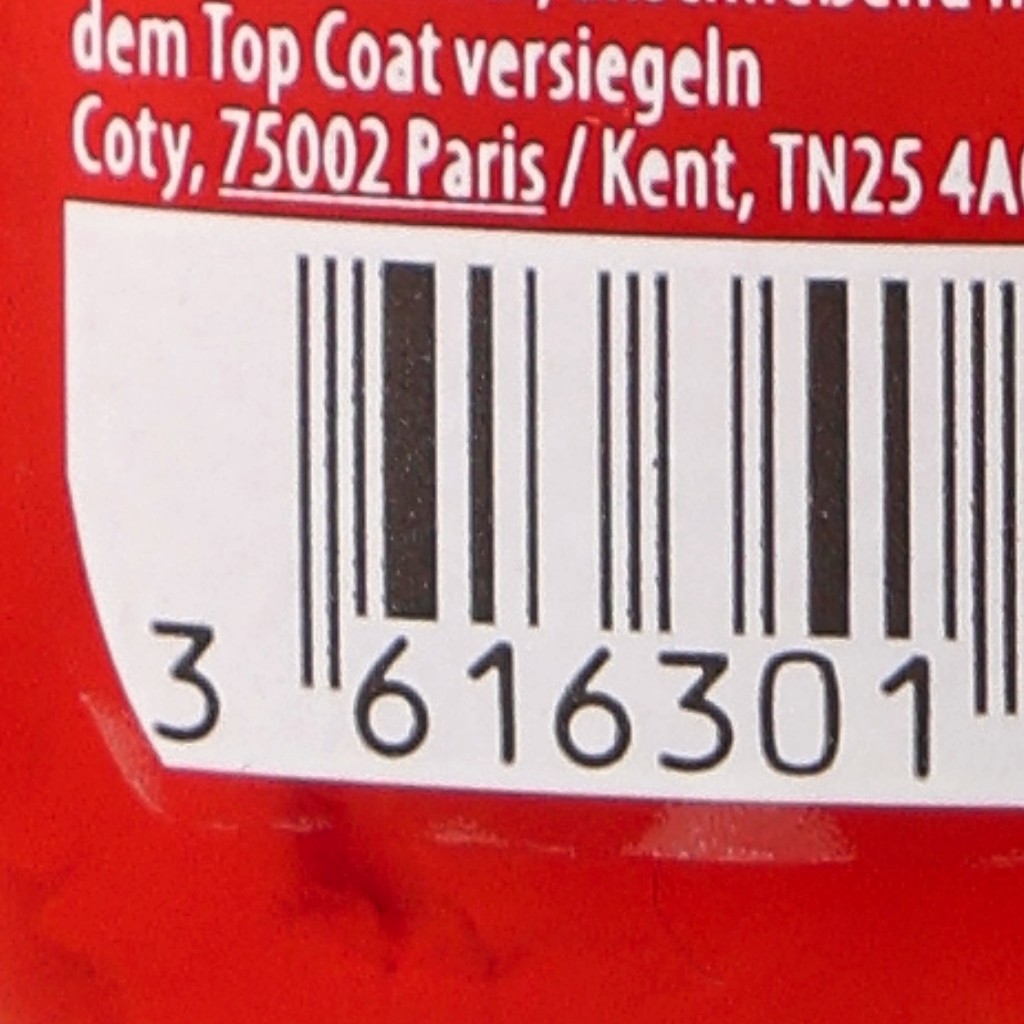 dem Top Coat versiegeln
Coty, 75002 Paris / Kent, TN25
3 616301